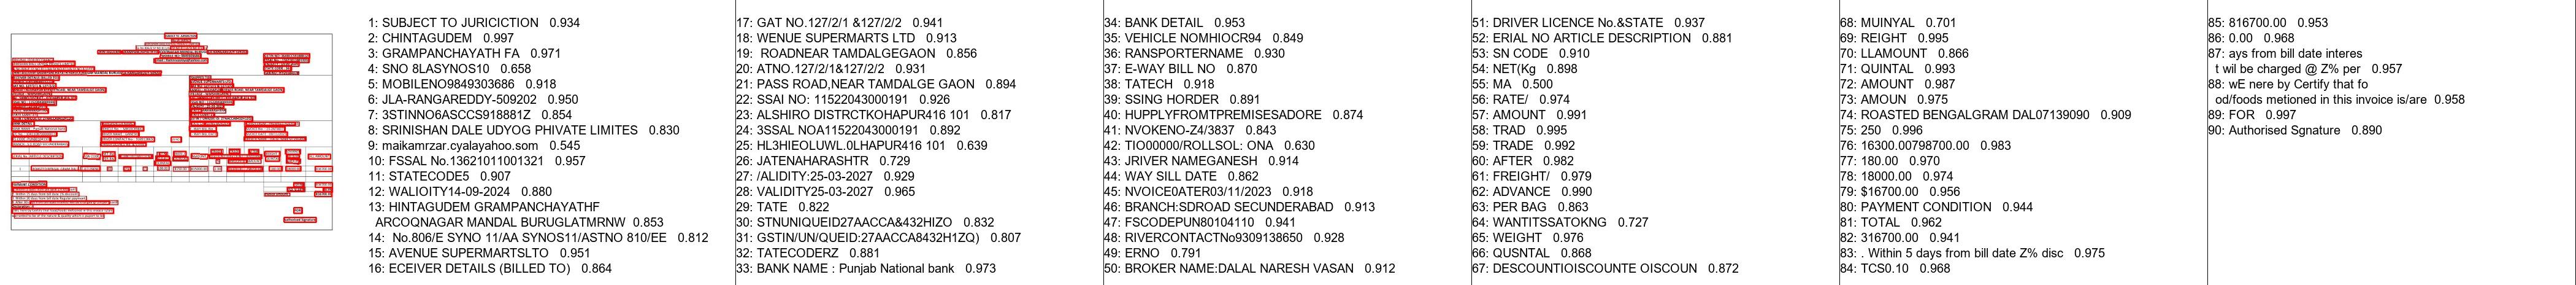 1: SUBJECT TO JURICICTION 0.934
2: CHINTAGUDEM 0.997
3: GRAMPANCHAYATH FA 0.971
4: SNO 8LASYNOS10 0.658
5: MOBILENO9849303686 0.918
6: JLA-RANGAREDDY-509202 0.950
7: 3STINNO6ASCCS918881Z 0.854
8: SRINISHAN DALE UDYOG PHIVATE LIMITES 0.830
9: maikamrzar.cyalayahoo.som 0.545
10: FSSAL No.13621011001321 0.957
11: STATECODE5 0.907
12: WALIOITY14-09-2024 0.880
13: HINTAGUDEM GRAMPANCHAYATHF
ARCOQNAGAR MANDAL BURUGLATMRNW 0.853
14: No.806/E SYNO 11/AA SYNOS11/ASTNO 810/EE 0.812
15: AVENUE SUPERMARTSLTO 0.951
16: ECEIVER DETAILS (BILLED TO) 0.864
17: GAT NO.127/2/1 &127/2/2 0.941
18: WENUE SUPERMARTS LTD 0.913
19: ROADNEAR TAMDALGEGAON 0.856
20: ATNO.127/2/1&127/2/2 0.931
21: PASS ROAD,NEAR TAMDALGE GAON 0.894
22: SSAI NO: 11522043000191 0.926
23: ALSHIRO DISTRCTKOHAPUR416 101 0.817
24: 3SSAL NOA11522043000191 0.892
25: HL3HIEOLUWL.0LHAPUR416 101 0.639
26: JATENAHARASHTR 0.729
27: /ALIDITY:25-03-2027 0.929
28: VALIDITY25-03-2027 0.965
29: TATE 0.822
30: STNUNIQUEID27AACCA&432HIZO 0.832
31: GSTIN/UN/QUEID:27AACCA8432H1ZQ) 0.807
32: TATECODERZ 0.881
33: BANK NAME : Punjab National bank 0.973
34: BANK DETAIL 0.953
35: VEHICLE NOMHIOCR94 0.849
36: RANSPORTERNAME 0.930
37: E-WAY BILL NO 0.870
38: TATECH 0.918
39: SSING HORDER 0.891
40: HUPPLYFROMTPREMISESADORE 0.874
41: NVOKENO-Z4/3837 0.843
42: TIO00000/ROLLSOL: ONA 0.630
43: JRIVER NAMEGANESH 0.914
44: WAY SILL DATE 0.862
45: NVOICE0ATER03/11/2023 0.918
46: BRANCH:SDROAD SECUNDERABAD 0.913
47: FSCODEPUN80104110 0.941
48: RIVERCONTACTNo9309138650 0.928
49: ERNO 0.791
50: BROKER NAME:DALAL NARESH VASAN 0.912
51: DRIVER LICENCE No.&STATE 0.937
52: ERIAL NO ARTICLE DESCRIPTION 0.881
53: SN CODE 0.910
54: NET(Kg 0.898
55: MA 0.500
56: RATE/ 0.974
57: AMOUNT 0.991
58: TRAD 0.995
59: TRADE 0.992
60: AFTER 0.982
61: FREIGHT/ 0.979
62: ADVANCE 0.990
63: PER BAG 0.863
64: WANTITSSATOKNG 0.727
65: WEIGHT 0.976
66: QUSNTAL 0.868
67: DESCOUNTIOISCOUNTE OISCOUN 0.872
68: MUINYAL 0.701
69: REIGHT 0.995
70: LLAMOUNT 0.866
71: QUINTAL 0.993
72: AMOUNT 0.987
73: AMOUN 0.975
74: ROASTED BENGALGRAM DAL07139090 0.909
75: 250 0.996
76: 16300.00798700.00 0.983
77: 180.00 0.970
78: 18000.00 0.974
79: $16700.00 0.956
80: PAYMENT CONDITION 0.944
81: TOTAL 0.962
82: 316700.00 0.941
83: . Within 5 days from bill date Z% disc 0.975
84: TCS0.10 0.968
85: 816700.00 0.953
86: 0.00 0.968
87: ays from bill date interes
t wil be charged @ Z% per 0.957
88: wE nere by Certify that fo
od/foods metioned in this invoice is/are 0.958
89: FOR 0.997
90: Authorised Sgnature 0.890